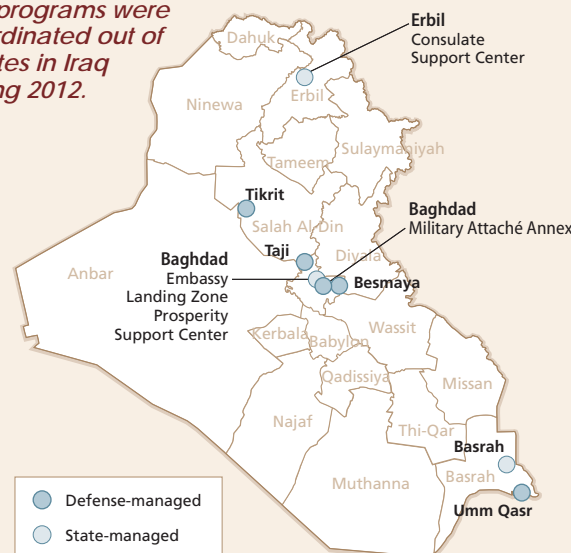 programs were
rdinated out of
tes in Iraq
ng 2012.
Erbil
Consulate
Support Center
Dahuk
Ninewa
Erbil
Sulaymaniyah
Tameem
Tikrit
Salah Al-Din
Baghdad
Military Attaché Annex
Taji
Diyala
Baghdad
Embassy
Landing Zone
Prosperity
Support Center
Besmaya
Anbar
Wassit
Kerbala
Babylon
Qadissiya
Missan
Najaf
Thi-Qar
Basrah
Basrah
Muthanna
Umm Qasr
Defense-managed
State-managed